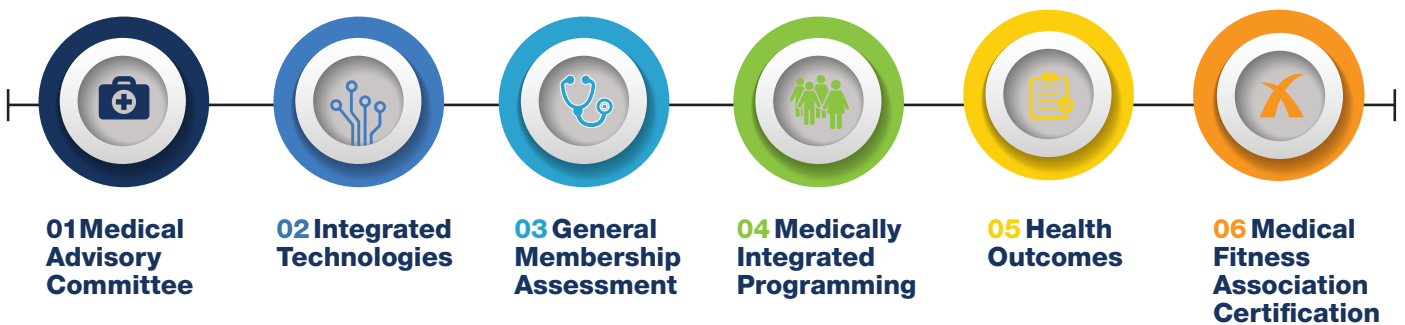 01 Medical
Advisory
Committee
02 Integrated
Technologies
03 General
Membership
Assessment
04 Medically
Integrated
Programming
05 Health
Outcomes
06 Medical
Fitness
Association
Certification